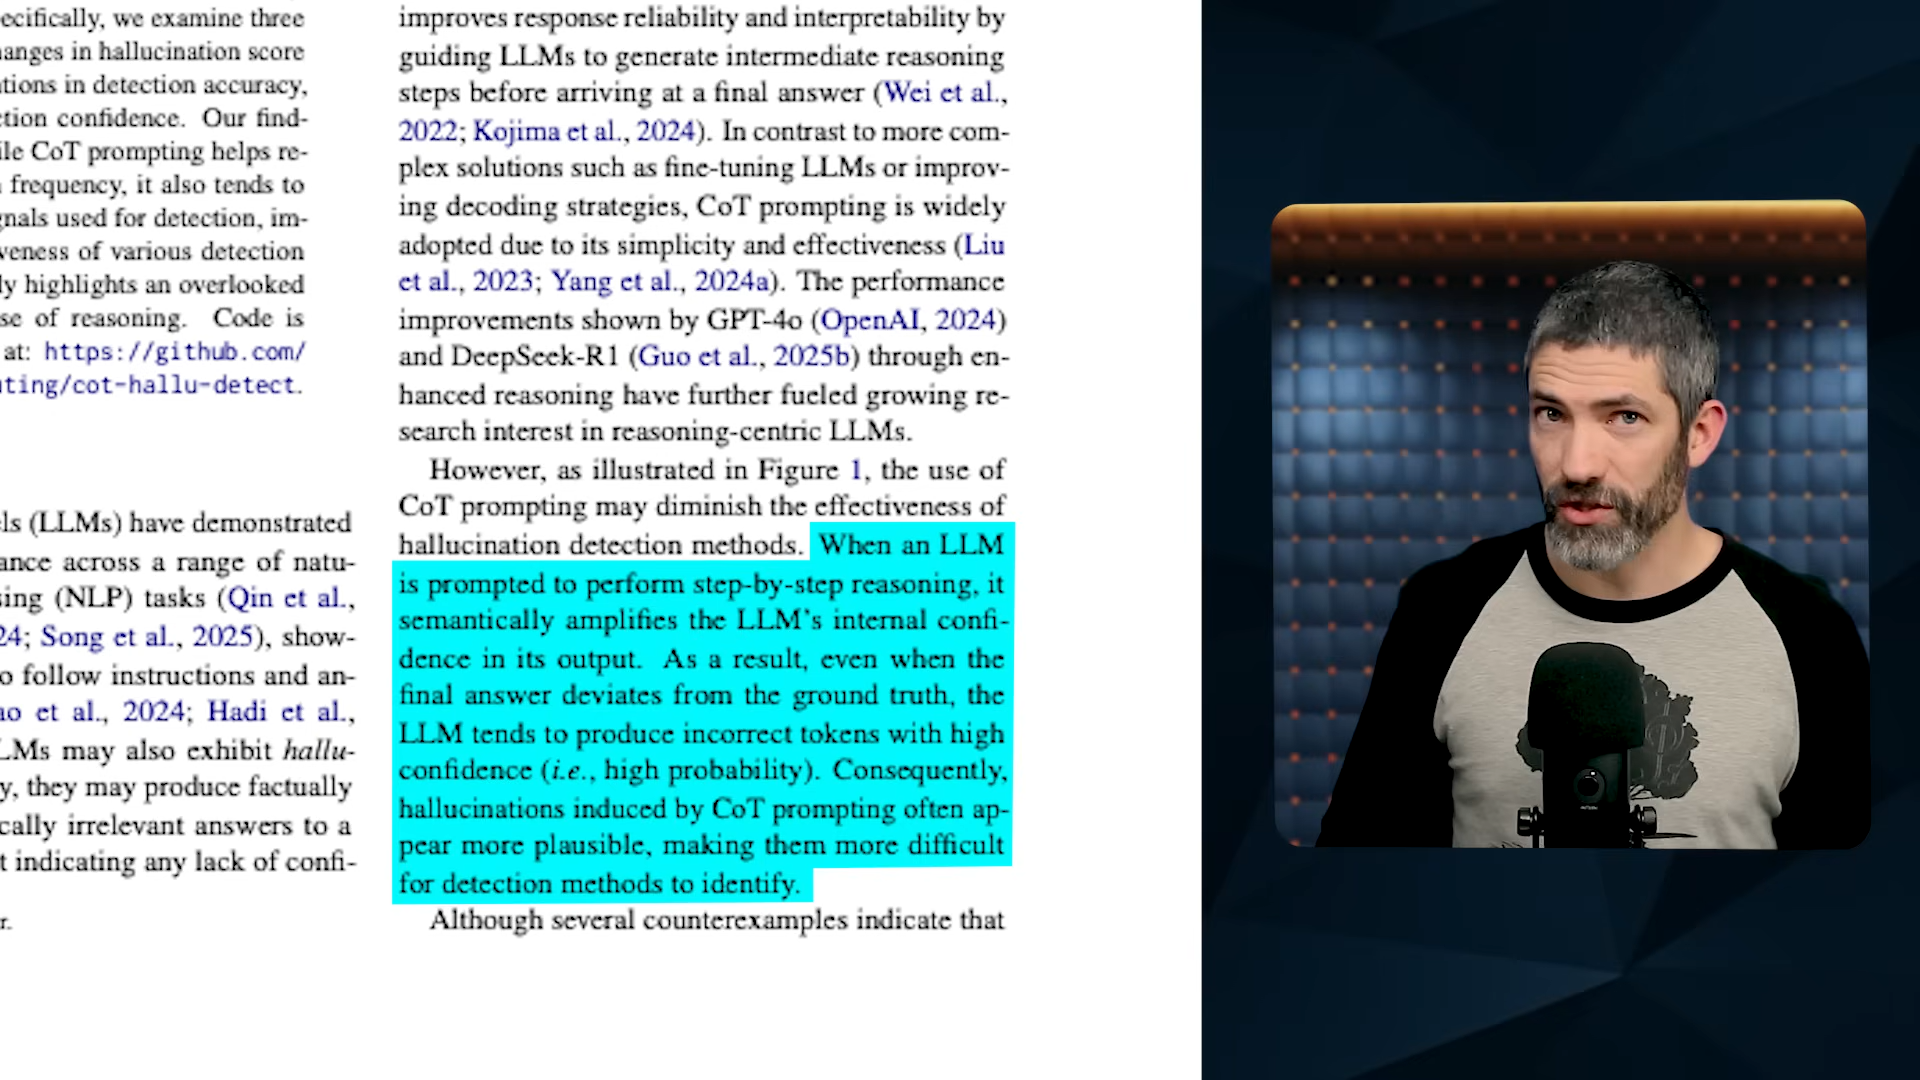 ecifically, we examine three
anges in hallucination score
tions in detection accuracy,
ction confidence. Our find-
ile CoT prompting helps re-
frequency, it also tends to
gnals used for detection, im-
veness of various detection
ly highlights an overlooked
se of reasoning. Code is
at: https://github.com/
ting/cot-hallu-detect.
els (LLMs) have demonstrated
ance across a range of natu-
sing (NLP) tasks (Qin et al.,
24; Song et al., 2025), show-
o follow instructions and an-
ao et al., 2024; Hadi et al.,
LMs may also exhibit hallu-
y, they may produce factually
cally irrelevant answers to a
t indicating any lack of confi-
r.
improves response reliability and interpretability by
guiding LLMs to generate intermediate reasoning
steps before arriving at a final answer (Wei et al.,
2022; Kojima et al., 2024). In contrast to more com-
plex solutions such as fine-tuning LLMs or improv-
ing decoding strategies, CoT prompting is widely
adopted due to its simplicity and effectiveness (Liu
et al., 2023; Yang et al., 2024a). The performance
improvements shown by GPT-4o (OpenAI, 2024)
and DeepSeek-R1 (Guo et al., 2025b) through en-
hanced reasoning have further fueled growing re-
search interest in reasoning-centric LLMs.
However, as illustrated in Figure 1, the use of
CoT prompting may diminish the effectiveness of
hallucination detection methods. When an LLM
is prompted to perform step-by-step reasoning, it
semantically amplifies the LLM's internal confi-
dence in its output. As a result, even when the
final answer deviates from the ground truth, the
LLM tends to produce incorrect tokens with high
confidence (i.e., high probability). Consequently,
hallucinations induced by CoT prompting often ap-
pear more plausible, making them more difficult
for detection methods to identify.
Although several counterexamples indicate that